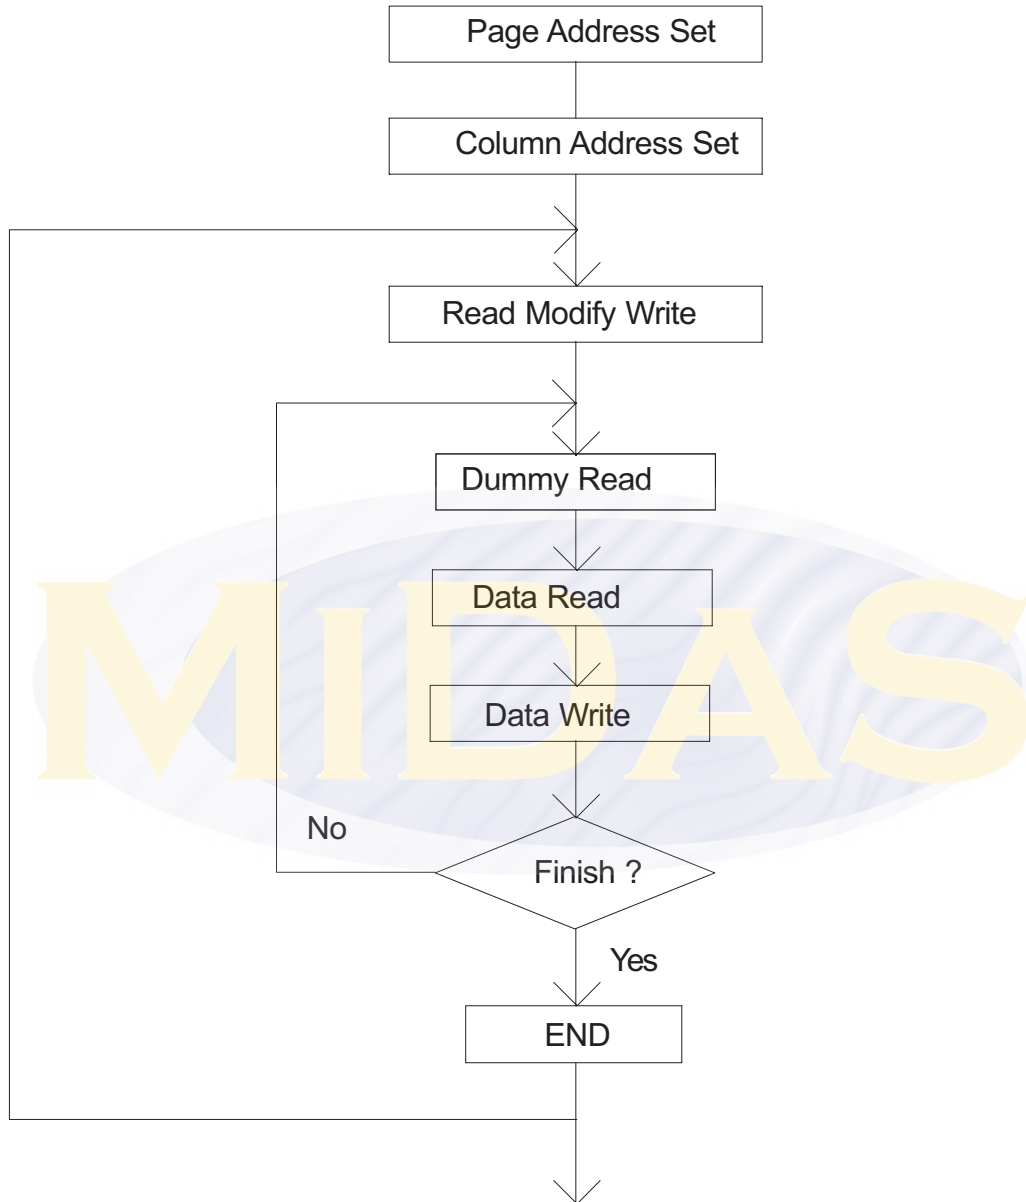 Page Address Set
Column Address Set
Read Modify Write
Dummy Read
Data Read
MIDAS
Data Write
No
Finish ?
Yes
END